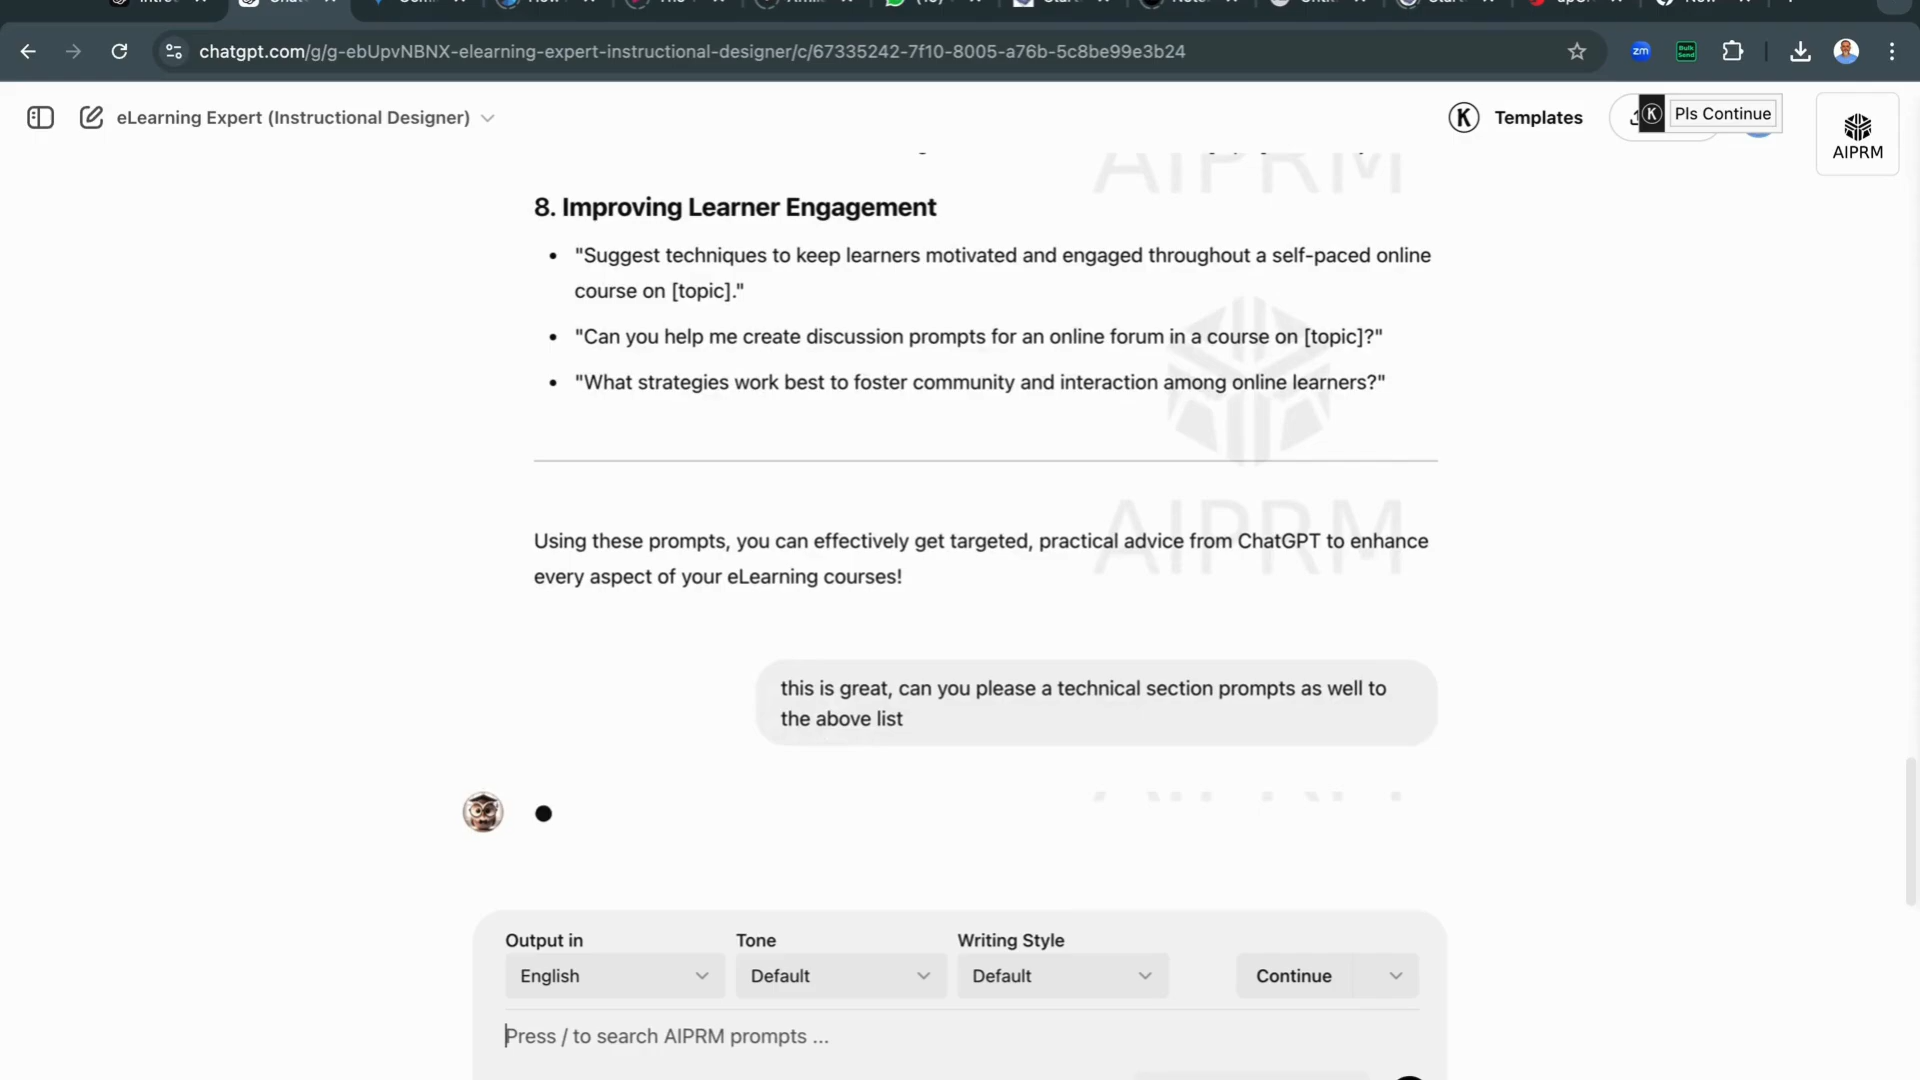 chatgpt.com/g/g-ebUpvNBNX-elearning-expert-instructional-designer/c/67335242-7f10-8005-a76b-5c8be99e3b24
zm
Bulk Send
eLearning Expert (Instructional Designer)
K Templates
K Pls Continue
AIPRM
AIPRM
8. Improving Learner Engagement
• "Suggest techniques to keep learners motivated and engaged throughout a self-paced online
course on [topic]."
• "Can you help me create discussion prompts for an online forum in a course on [topic]?"
• "What strategies work best to foster community and interaction among online learners?"
AIPRM
Using these prompts, you can effectively get targeted, practical advice from ChatGPT to enhance
every aspect of your eLearning courses!
this is great, can you please a technical section prompts as well to
the above list
Output in Tone Writing Style
English Default Default Continue
Press / to search AIPRM prompts ...